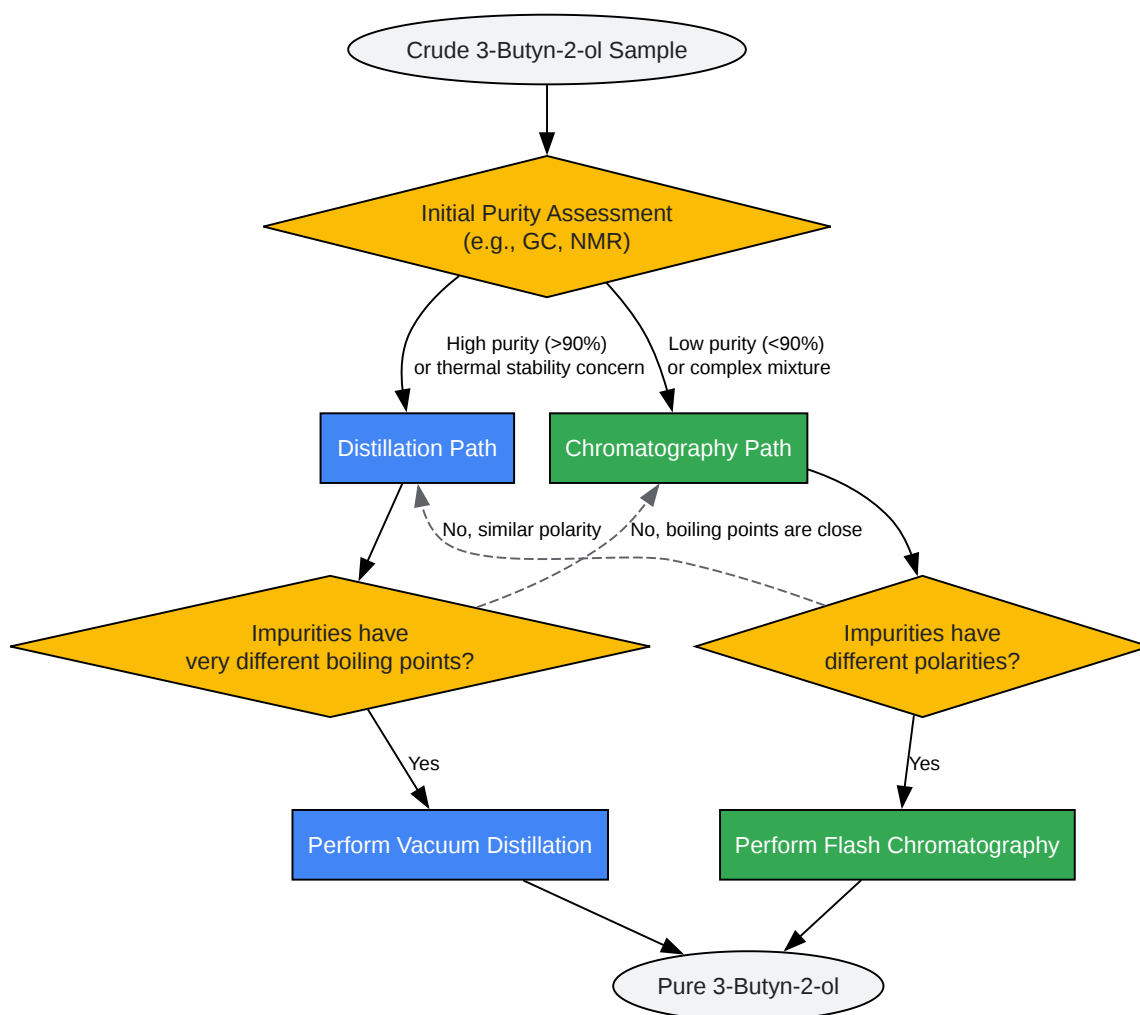 Crude 3-Butyn-2-ol Sample
Initial Purity Assessment
(e.g., GC, NMR)
High purity (>90%)
or thermal stability concern
Low purity (<90%)
or complex mixture
Distillation Path
Chromatography Path
No, similar polarity
No, boiling points are close
Impurities have
very different boiling points?
Impurities have
different polarities?
Yes
Yes
Perform Vacuum Distillation
Perform Flash Chromatography
Pure 3-Butyn-2-ol